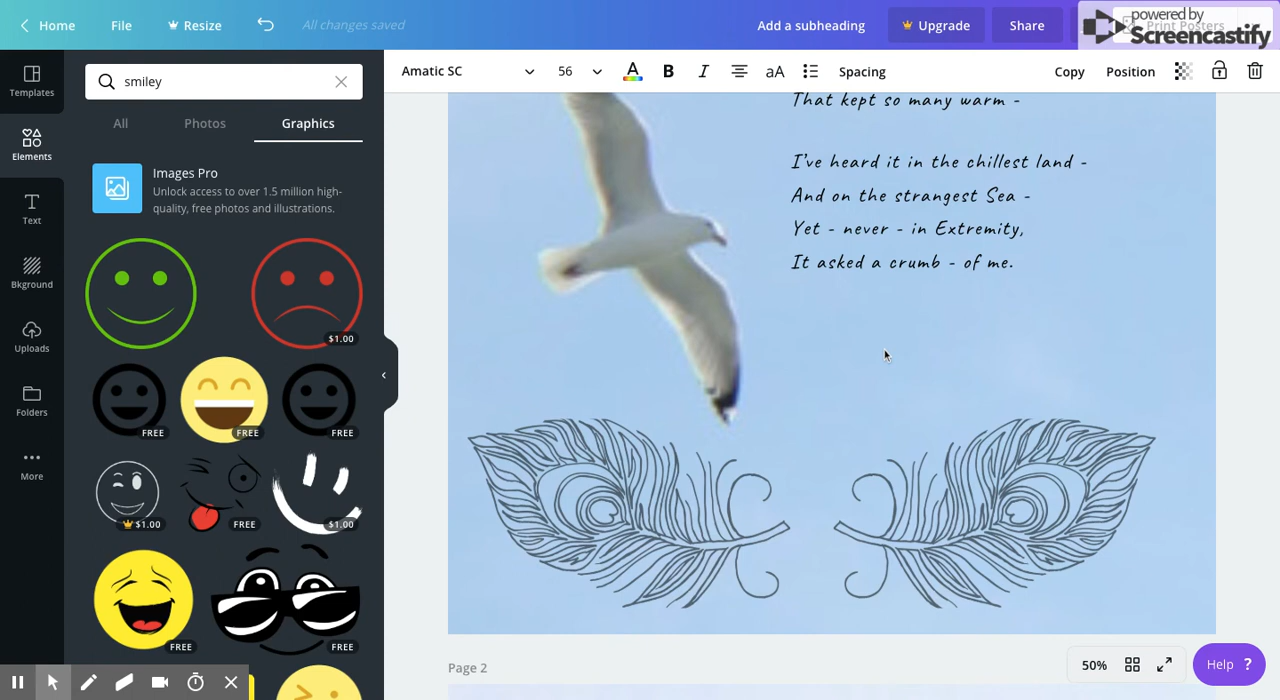 Home
File
Resize
All changes saved
Add a subheading
Upgrade
Share
Print Posters
powered by
Screencastify
Templates
Elements
Text
Bkground
Uploads
Folders
More
smiley
All
Photos
Graphics
Images Pro
Unlock access to over 1.5 million high-
quality, free photos and illustrations.
$1.00
FREE
FREE
FREE
$1.00
FREE
$1.00
FREE
FREE
Amatic SC
56
A
B
I
aA
Spacing
Copy
Position
That kept so many warm -
I've heard it in the chillest land -
And on the strangest Sea -
Yet - never - in Extremity,
It asked a crumb - of me.
Page 2
50%
Help ?